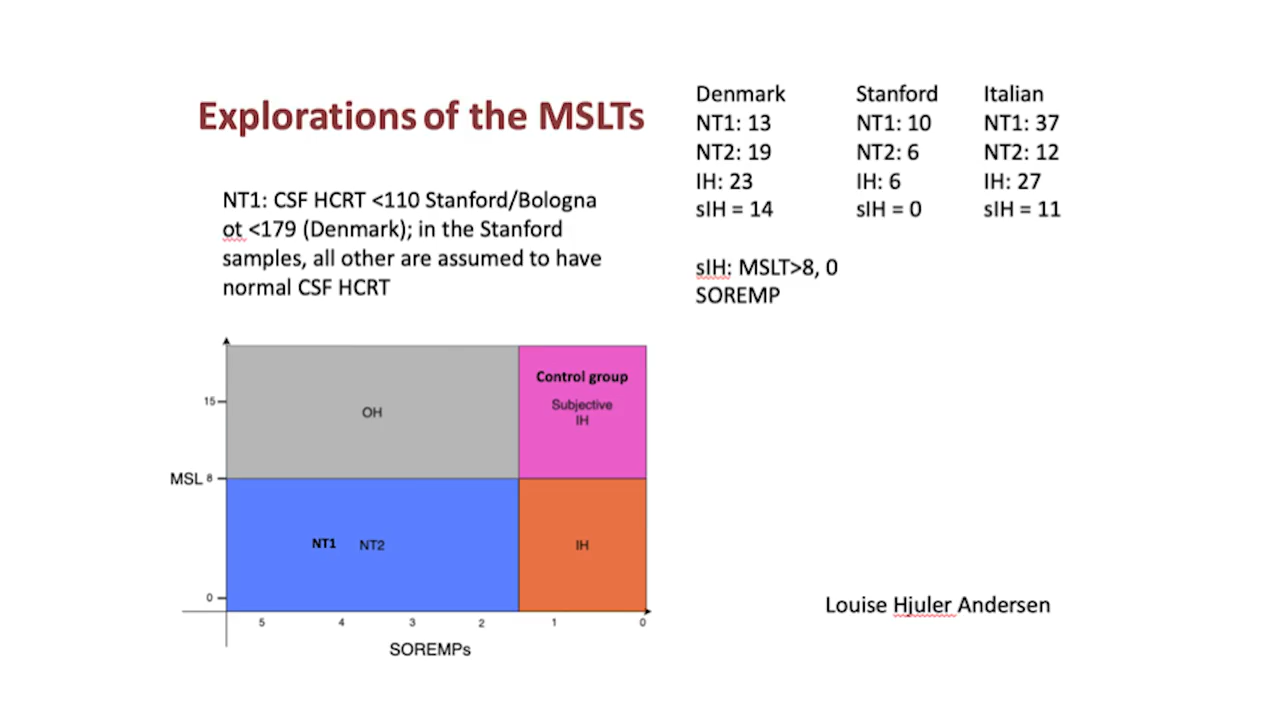 Explorations of the MSLTs
NT1: CSF HCRT <110 Stanford/Bologna
ot <179 (Denmark); in the Stanford
samples, all other are assumed to have
normal CSF HCRT
Denmark
NT1: 13
NT2: 19
IH: 23
sIH = 14
Stanford
NT1: 10
NT2: 6
IH: 6
sIH = 0
Italian
NT1: 37
NT2: 12
IH: 27
sIH = 11
sIH: MSLT>8, 0
SOREMP
Control group
Subjective
IH
OH
15
MSL 8
NT1 NT2
IH
0
5 4 3 2 1 0
SOREMPs
Louise Hjuler Andersen